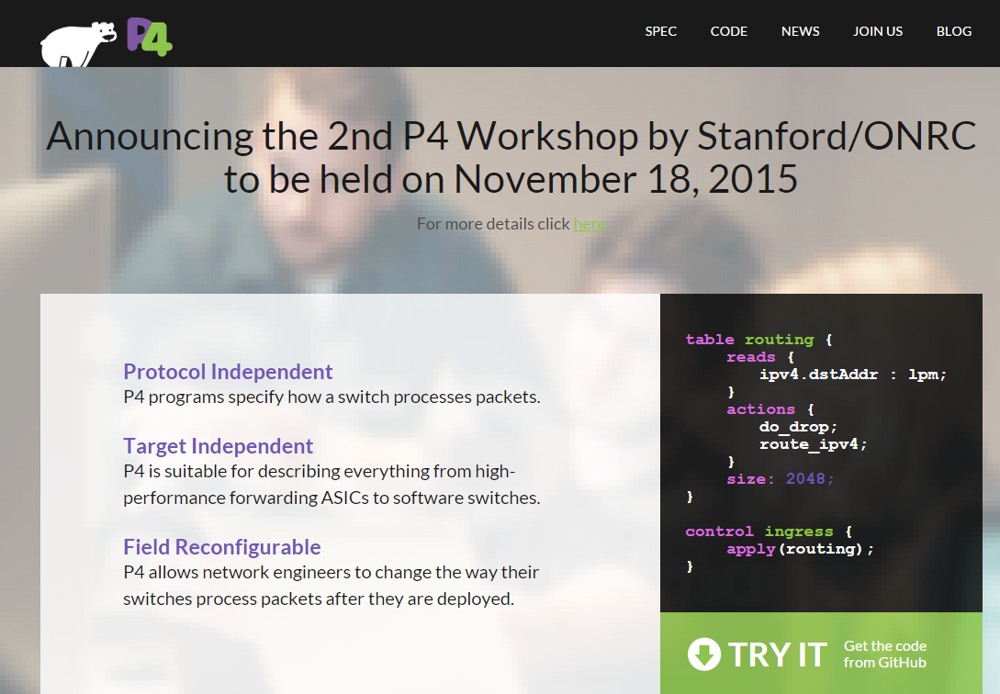 P4
SPEC CODE NEWS JOIN US BLOG
Announcing the 2nd P4 Workshop by Stanford/ONRC
to be held on November 18, 2015
For more details click here.
Protocol Independent
P4 programs specify how a switch processes packets.
Target Independent
P4 is suitable for describing everything from high-
performance forwarding ASICs to software switches.
Field Reconfigurable
P4 allows network engineers to change the way their
switches process packets after they are deployed.
table routing {
    reads {
        ipv4.dstAddr : lpm;
    }
    actions {
        do_drop;
        route_ipv4;
    }
    size: 2048;
}
control ingress {
    apply(routing);
}
TRY IT
Get the code
from GitHub